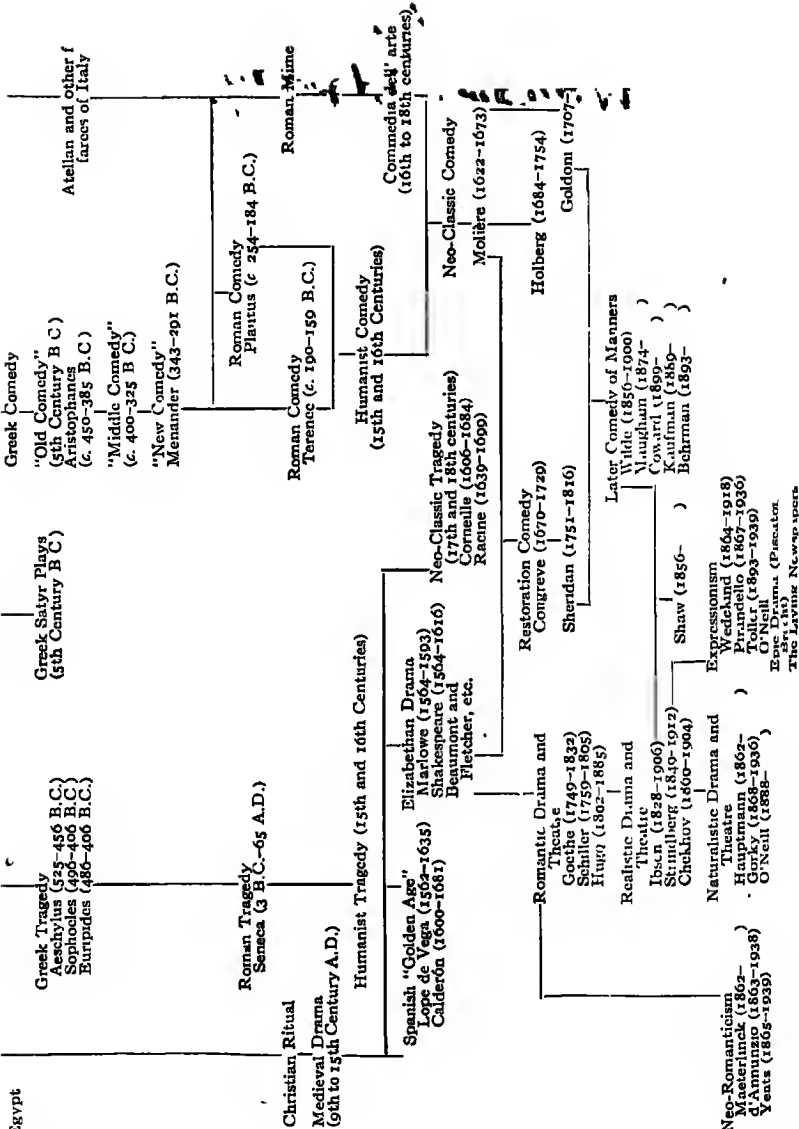 Egypt
Greek Tragedy
Aeschylus (525–456 B.C.)
Sophocles (496–406 B.C)
Euripides (486–406 B.C.)
Greek Satyr Plays
(5th Century B C)
Greek Comedy
"Old Comedy"
(5th Century B C)
Aristophanes
(c. 450–385 B.C)
"Middle Comedy"
(c. 400–325 B C.)
"New Comedy"
Menander (343–291 B.C.)
Atellan and other f
farces of Italy
Roman Tragedy
Seneca (3 B.C.–65 A.D.)
Roman Comedy
Plautus (c 254–184 B.C.)
Roman Comedy
Terence (c. 190–159 B.C.)
Roman Mime
Christian Ritual
Medieval Drama
(9th to 15th Century A.D.)
Humanist Tragedy (15th and 16th Centuries)
Humanist Comedy
(15th and 16th Centuries)
Commedia dell' arte
(16th to 18th centuries)
Spanish "Golden Age"
Lope de Vega (1562–1635)
Calderón (1600–1681)
Elizabethan Drama
Marlowe (1564–1593)
Shakespeare (1564–1616)
Beaumont and
Fletcher, etc.
Neo-Classic Tragedy
(17th and 18th centuries)
Corneille (1606–1684)
Racine (1639–1699)
Neo-Classic Comedy
Molière (1622–1673)
Holberg (1684–1754)
Goldoni (1707–
Restoration Comedy
Congreve (1670–1729)
Sheridan (1751–1816)
Romantic Drama and
Theatre
Goethe (1749–1832)
Schiller (1759–1805)
Hugo (1802–1885)
Realistic Drama and
Theatre
Ibsen (1828–1906)
Strindberg (1849–1912)
Chekhov (1860–1904)
Later Comedy of Manners
Wilde (1856–1900)
Maugham (1874– )
Coward (1899– )
Kaufman (1889– )
Behrman (1893– )
Shaw (1856– )
Neo-Romanticism
Maeterlinck (1862– )
d'Annunzio (1863–1938)
Yeats (1865–1939)
Naturalistic Drama and
Theatre
Hauptmann (1862– )
Gorky (1868–1936)
O'Neill (1888– )
Expressionism
Wedekind (1864–1918)
Pirandello (1867–1936)
Toller (1893–1939)
O'Neill
Epic Drama (Piscator
Brecht)
The Living Newspapers